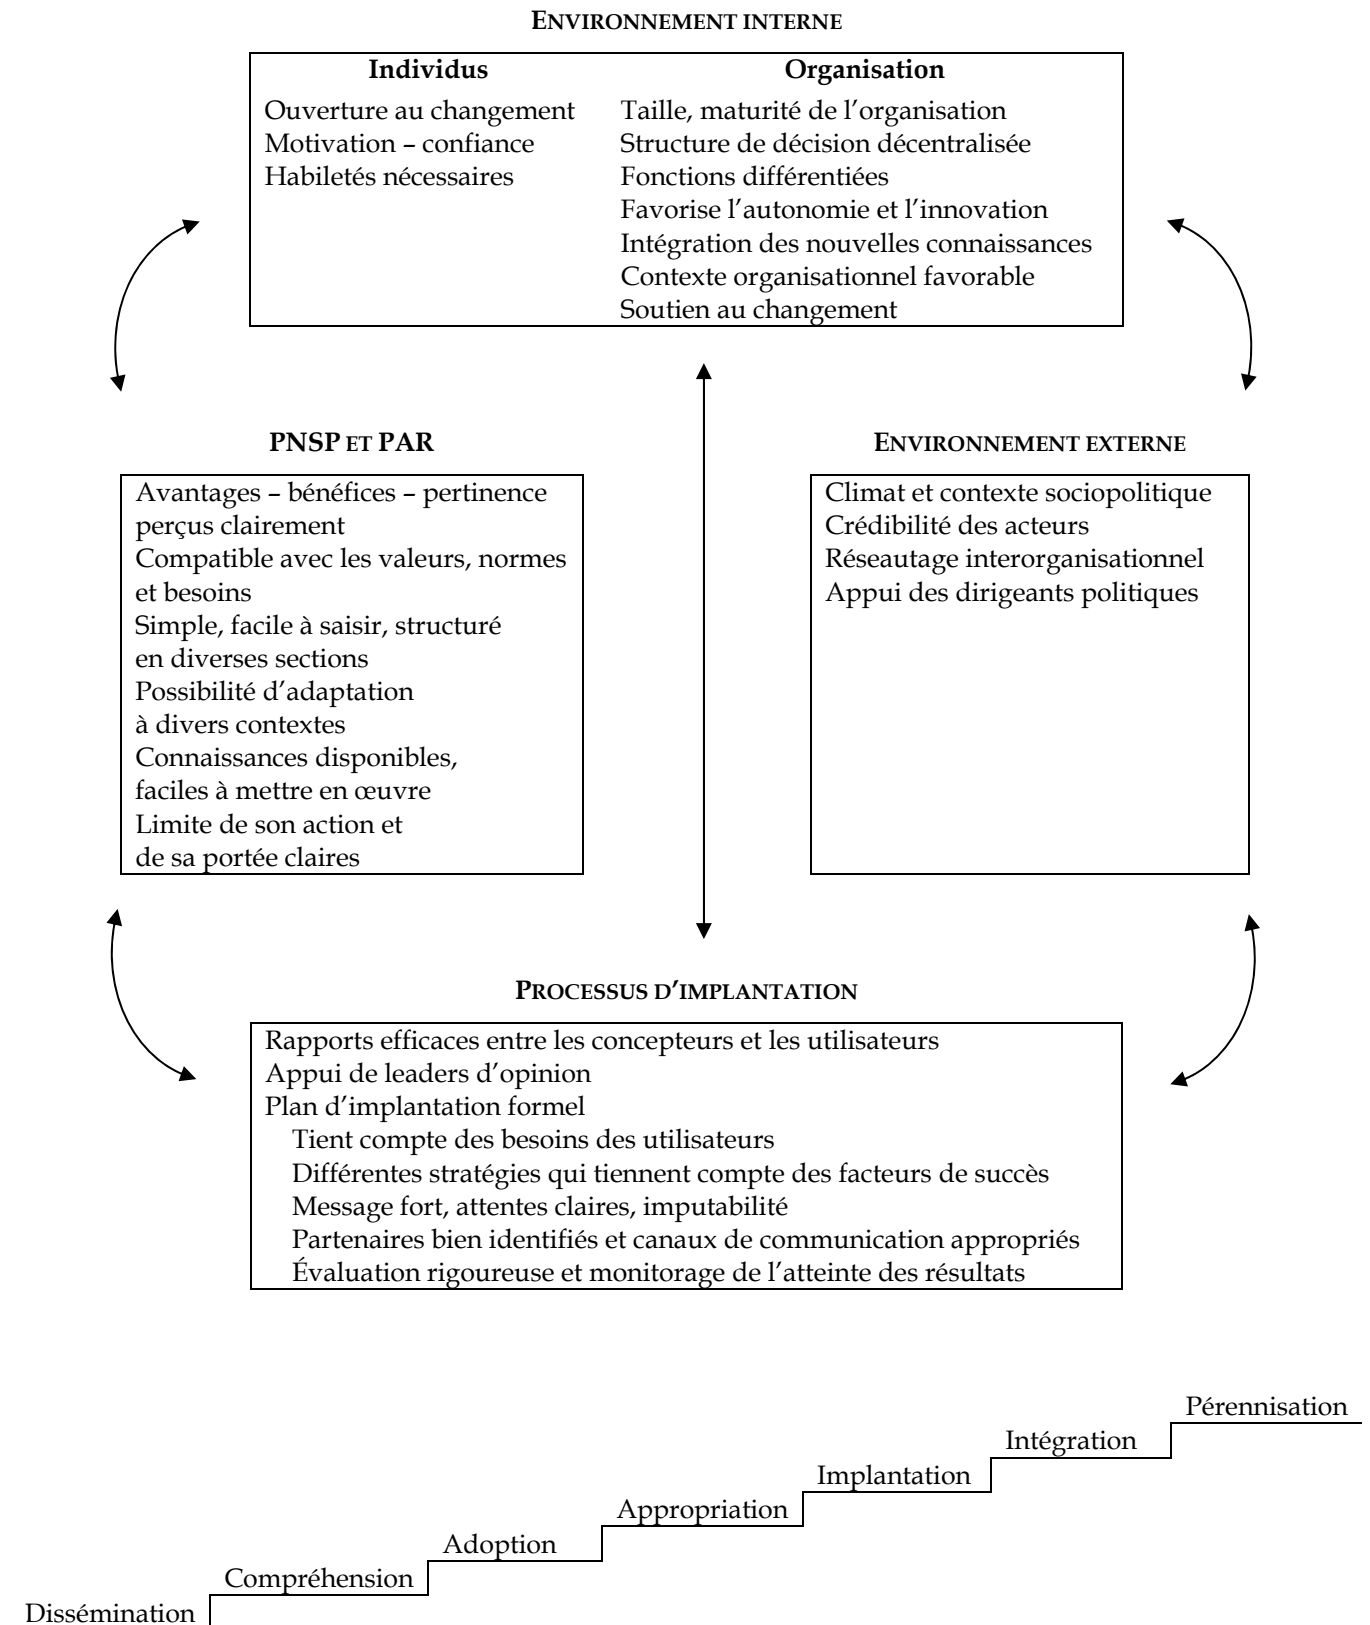 ENVIRONNEMENT INTERNE
Individus
Ouverture au changement
Motivation – confiance
Habiletés nécessaires
Organisation
Taille, maturité de l’organisation
Structure de décision décentralisée
Fonctions différentiées
Favorise l’autonomie et l’innovation
Intégration des nouvelles connaissances
Contexte organisationnel favorable
Soutien au changement
PNSP ET PAR
Avantages – bénéfices – pertinence
perçus clairement
Compatible avec les valeurs, normes
et besoins
Simple, facile à saisir, structuré
en diverses sections
Possibilité d’adaptation
à divers contextes
Connaissances disponibles,
faciles à mettre en œuvre
Limite de son action et
de sa portée claires
ENVIRONNEMENT EXTERNE
Climat et contexte sociopolitique
Crédibilité des acteurs
Réseautage interorganisationnel
Appui des dirigeants politiques
PROCESSUS D’IMPLANTATION
Rapports efficaces entre les concepteurs et les utilisateurs
Appui de leaders d’opinion
Plan d’implantation formel
Tient compte des besoins des utilisateurs
Différentes stratégies qui tiennent compte des facteurs de succès
Message fort, attentes claires, imputabilité
Partenaires bien identifiés et canaux de communication appropriés
Évaluation rigoureuse et monitorage de l’atteinte des résultats
Pérennisation
Intégration
Implantation
Appropriation
Adoption
Compréhension
Dissémination